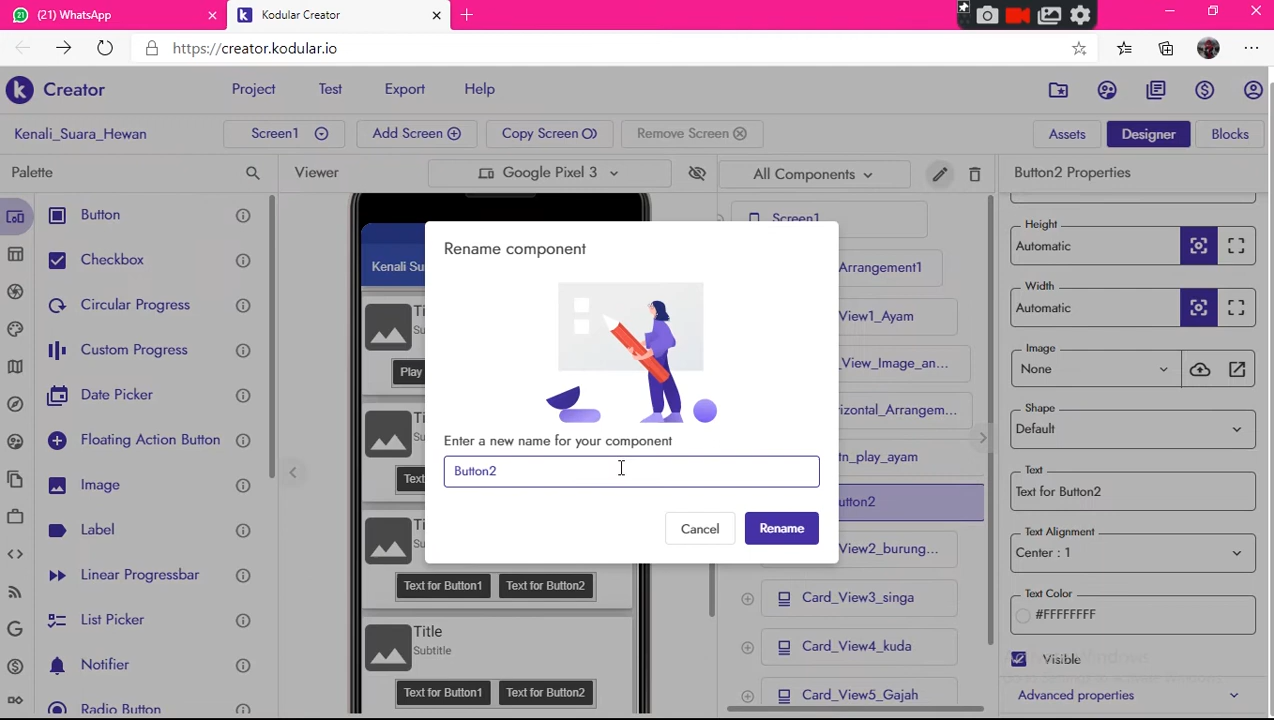 (21) WhatsApp
Kodular Creator
https://creator.kodular.io
Creator
Project
Test
Export
Help
Kenali_Suara_Hewan
Screen1
Add Screen
Copy Screen
Remove Screen
Assets
Designer
Blocks
Palette
Viewer
Google Pixel 3
All Components
Button2 Properties
Button
Checkbox
Circular Progress
Custom Progress
Date Picker
Floating Action Button
Image
Label
Linear Progressbar
List Picker
Notifier
Radio Button
Kenali Su
Play
Text for Button1
Text for Button2
Title
Subtitle
Text for Button1
Text for Button2
Rename component
Enter a new name for your component
Button2
Cancel
Rename
Screen1
Arrangement1
View1_Ayam
_View_Image_an...
rizontal_Arrangem...
tn_play_ayam
utton2
_View2_burung...
Card_View3_singa
Card_View4_kuda
Card_View5_Gajah
Height
Automatic
Width
Automatic
Image
None
Shape
Default
Text
Text for Button2
Text Alignment
Center : 1
Text Color
#FFFFFFFF
Visible
Advanced properties